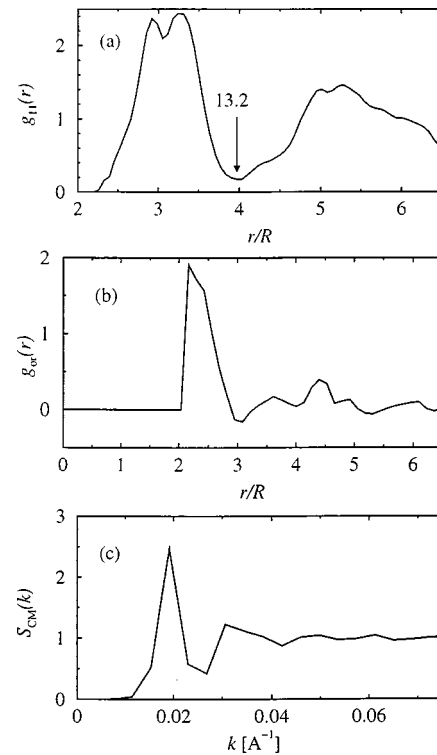 2
(a)
g11(r)
1
13.2
0
2 3 4 5 6
r/R
2
(b)
gor(r)
1
0
0 1 2 3 4 5 6
r/R
3
(c)
2
SCM(k)
1
0
0 0.02 0.04 0.06
k [A⁻¹]